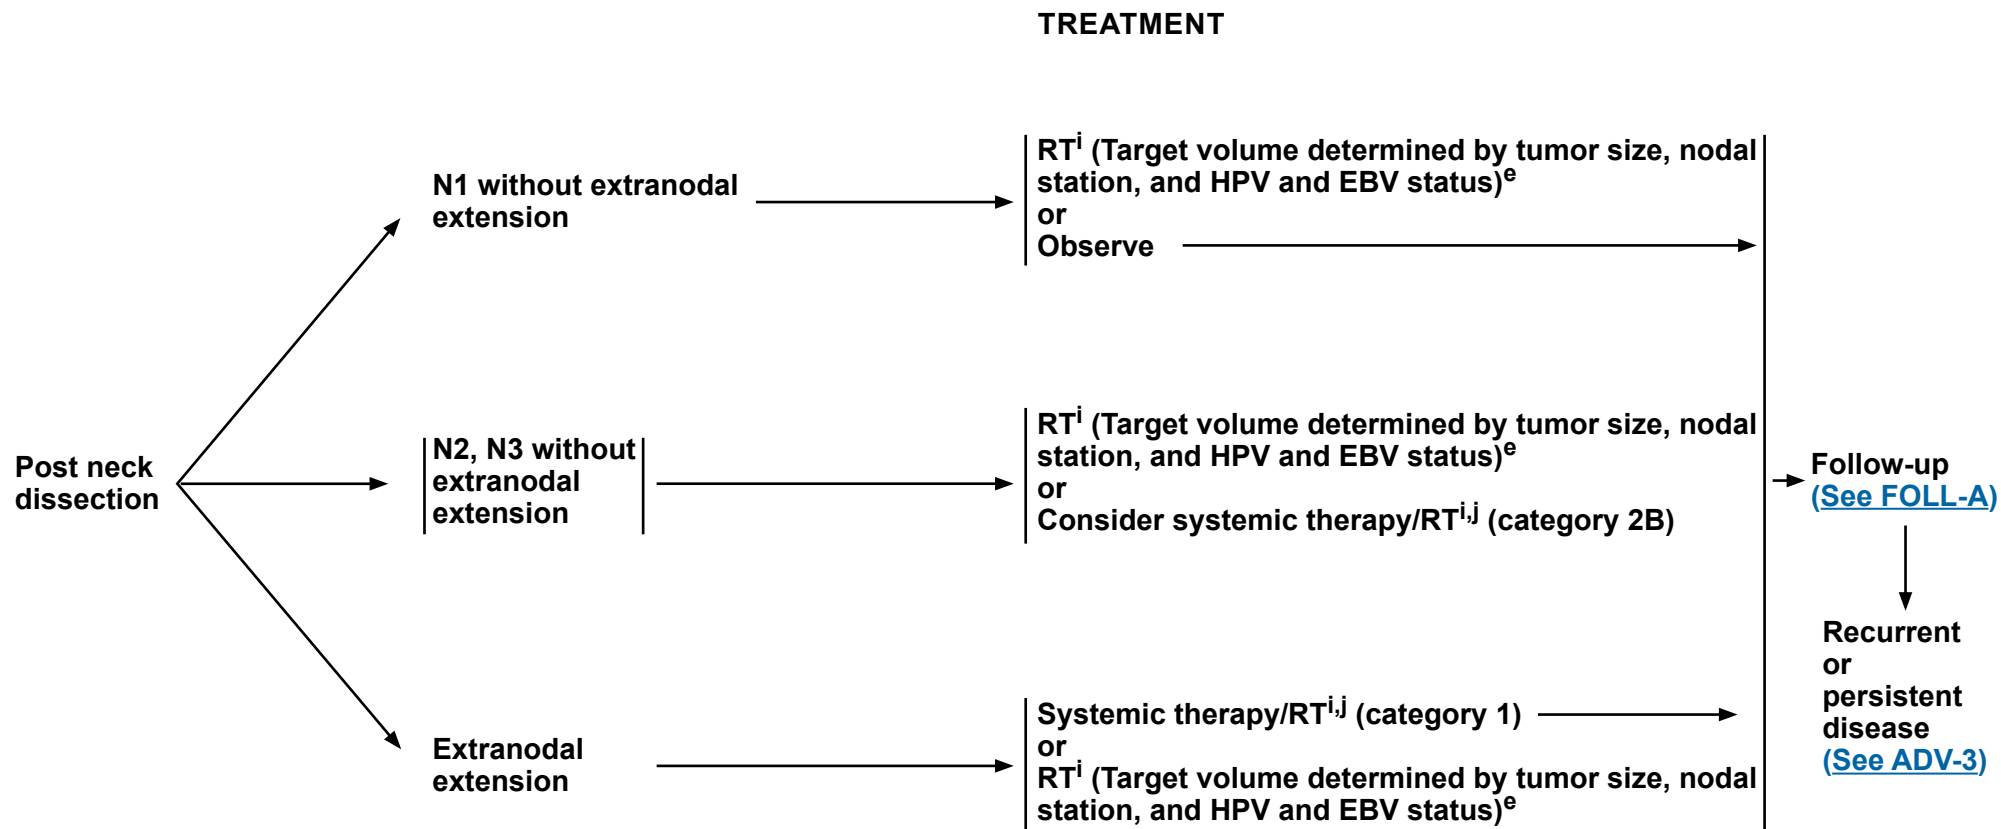 TREATMENT
Post neck
dissection
N1 without extranodal
extension
RTi (Target volume determined by tumor size, nodal
station, and HPV and EBV status)e
or
Observe
N2, N3 without
extranodal
extension
RTi (Target volume determined by tumor size, nodal
station, and HPV and EBV status)e
or
Consider systemic therapy/RTi,j (category 2B)
Extranodal
extension
Systemic therapy/RTi,j (category 1)
or
RTi (Target volume determined by tumor size, nodal
station, and HPV and EBV status)e
Follow-up
(See FOLL-A)
Recurrent
or
persistent
disease
(See ADV-3)